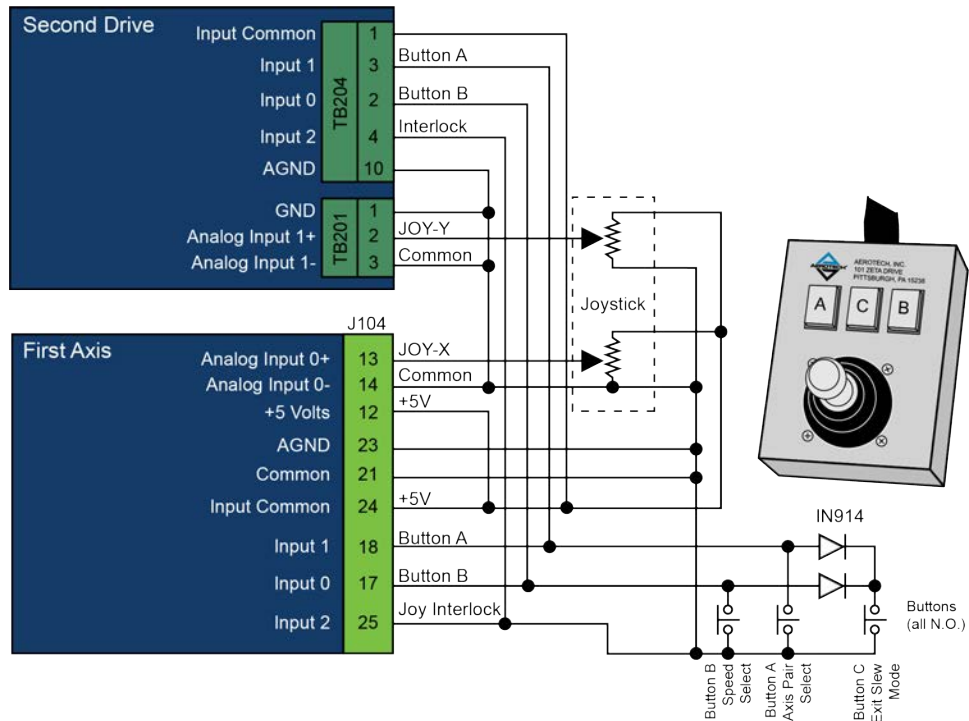 Second Drive
Input Common 1
Input 1 3 Button A
Input 0 2 Button B
Input 2 4 Interlock
AGND 10
TB204
GND 1
Analog Input 1+ 2 JOY-Y
Analog Input 1- 3 Common
TB201
Joystick
J104
First Axis
Analog Input 0+ 13 JOY-X
Analog Input 0- 14 Common
+5 Volts 12 +5V
AGND 23
Common 21
Input Common 24 +5V
Input 1 18 Button A
Input 0 17 Button B
Input 2 25 Joy Interlock
AEROTECH
AEROTECH, INC.
101 ZETA DRIVE
PITTSBURGH, PA 15238
A C B
IN914
Buttons
(all N.O.)
Button B
Speed
Select
Button A
Axis Pair
Select
Button C
Exit Slew
Mode